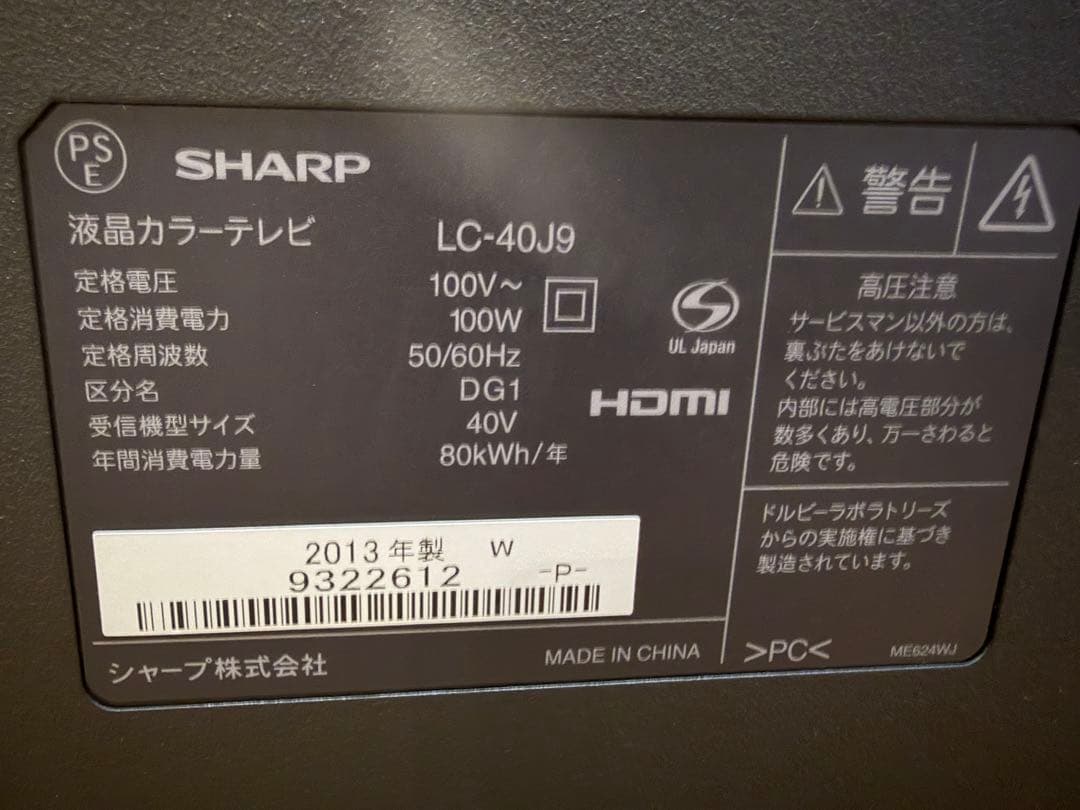 PSE
SHARP
液晶カラーテレビ LC-40J9
定格電圧 100V～
定格消費電力 100W
定格周波数 50/60Hz
区分名 DG1
受信機型サイズ 40V
年間消費電力量 80kWh/年
UL Japan
HDMI
2013年製 W
9322612 -P-
シャープ株式会社
MADE IN CHINA
警告
高圧注意
サービスマン以外の方は、
裏ぶたをあけないで
ください。
内部には高電圧部分が
数多くあり、万一さわると
危険です。
ドルビーラボラトリーズ
からの実施権に基づき
製造されています。
>PC<
ME624WJ